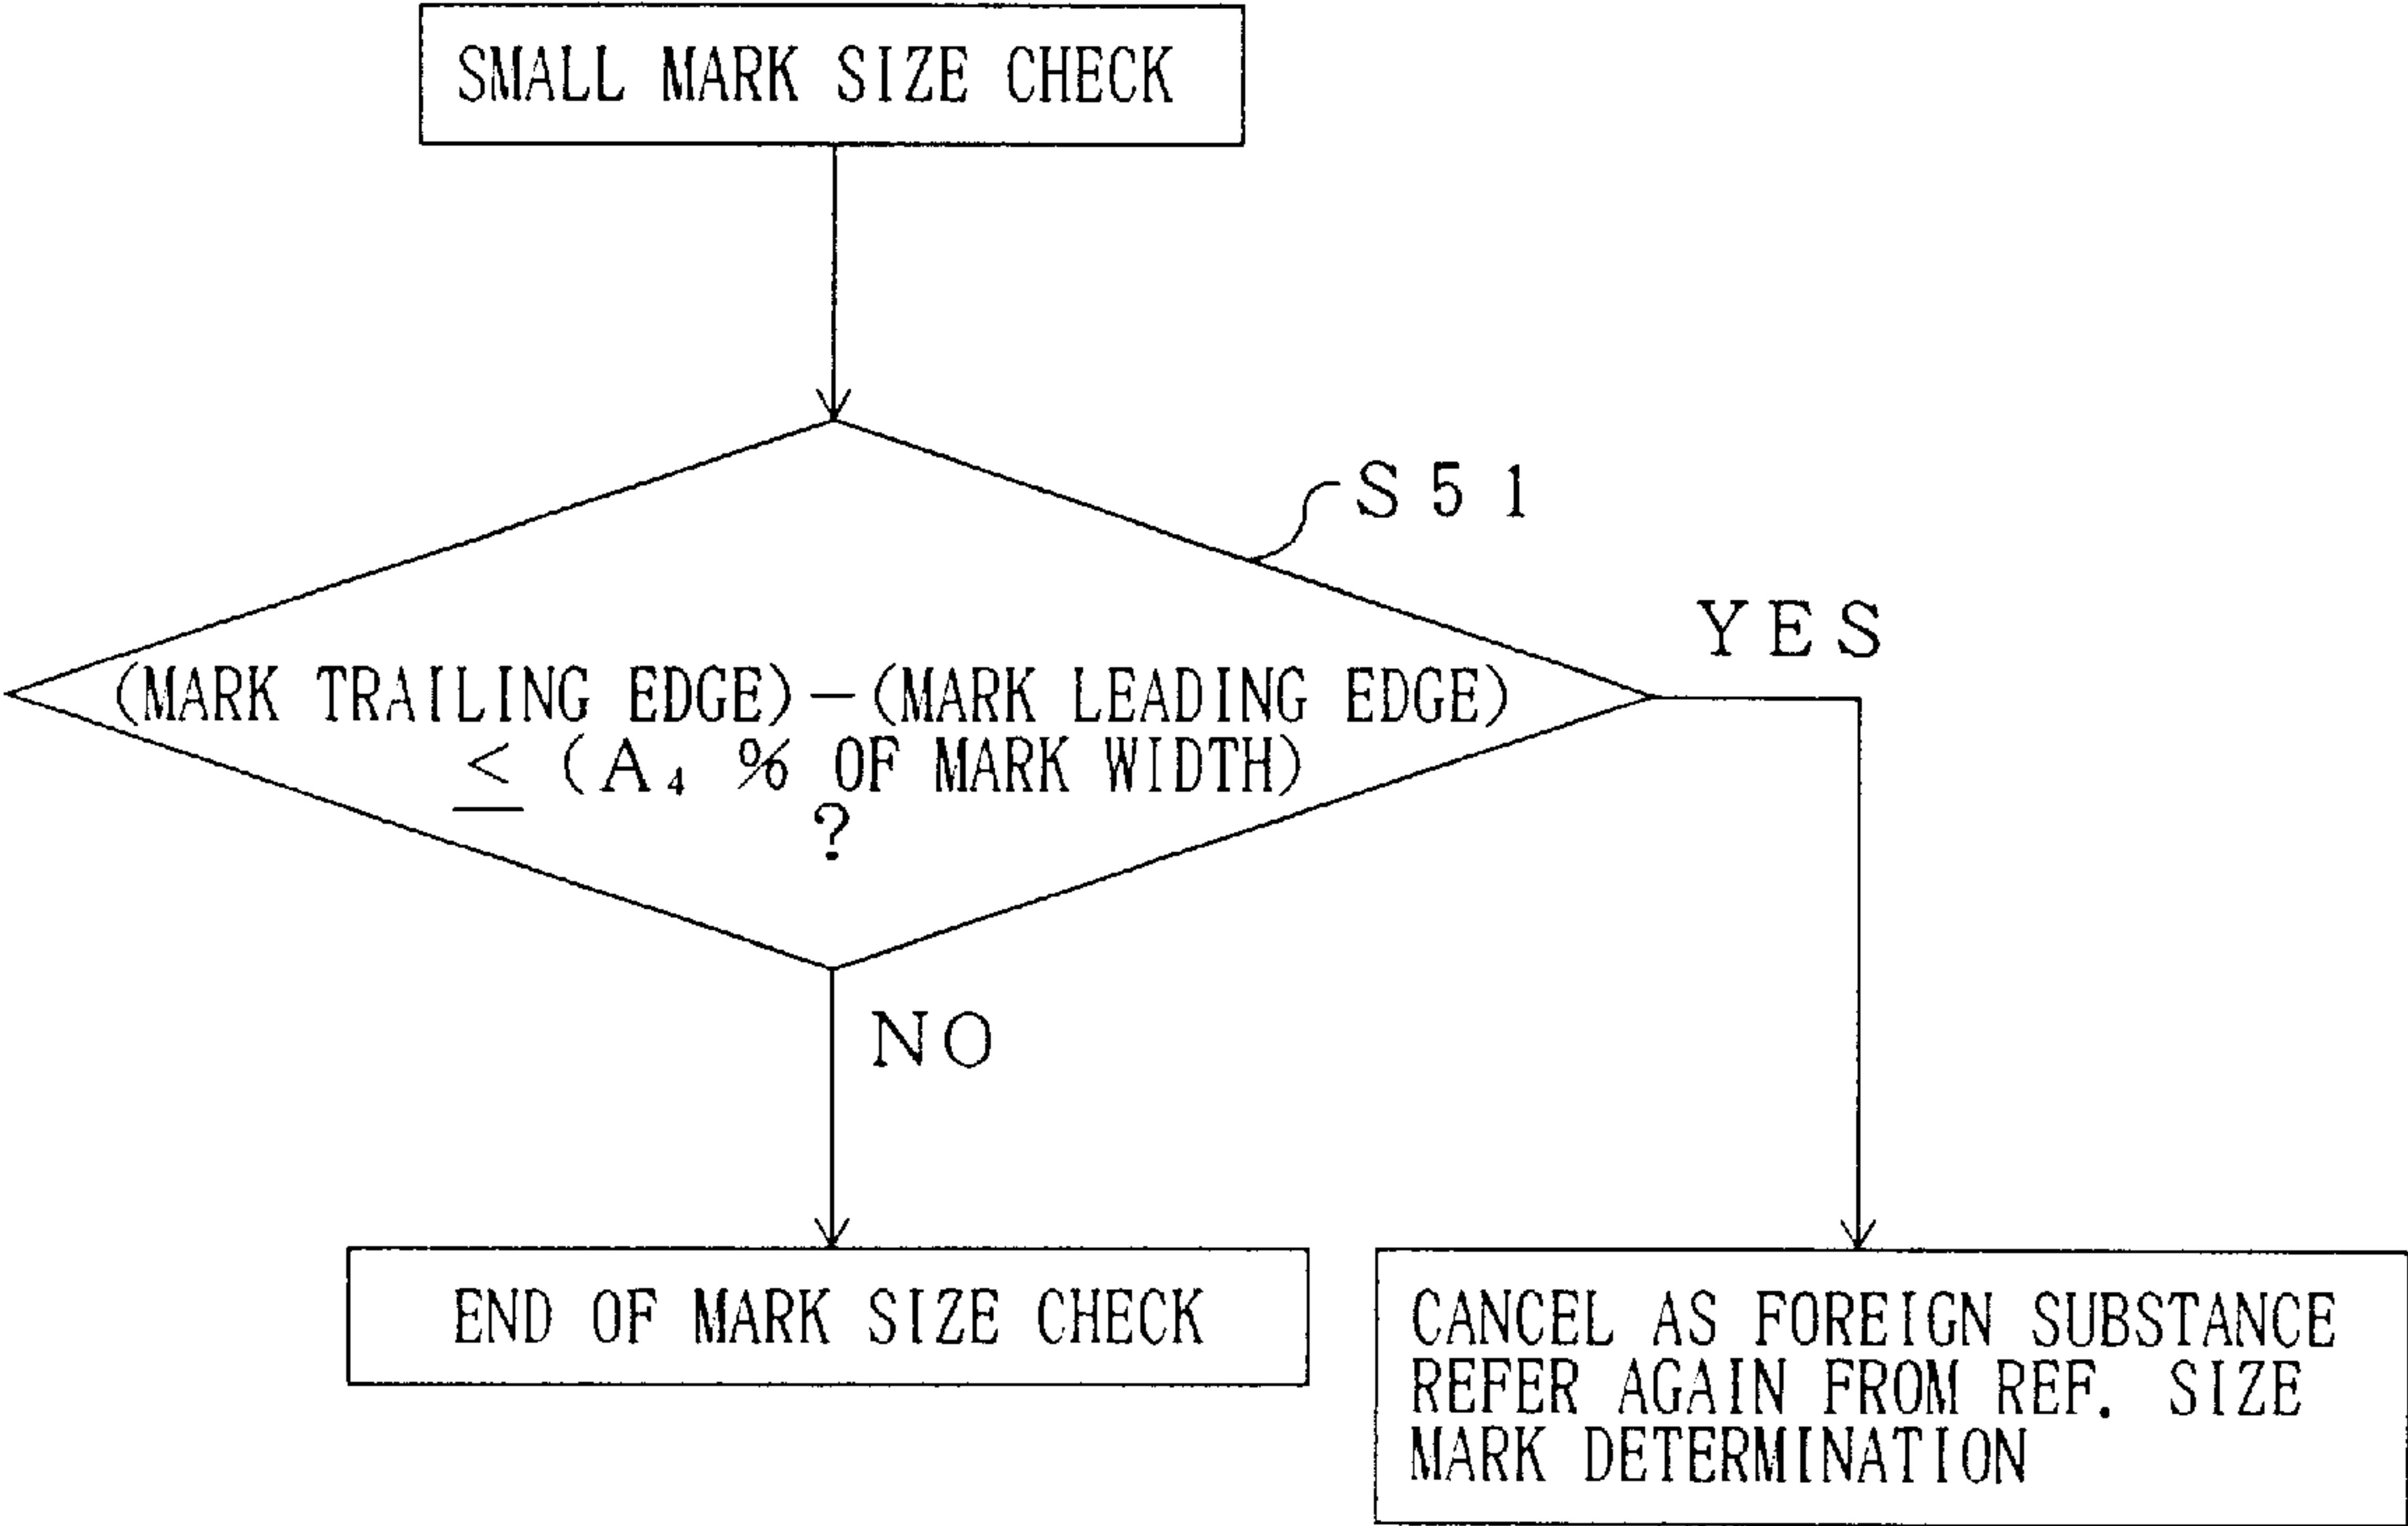 SMALL MARK SIZE CHECK
S51
YES
(MARK TRAILING EDGE)−(MARK LEADING EDGE)
≤ (A₄ % OF MARK WIDTH)
?
NO
END OF MARK SIZE CHECK
CANCEL AS FOREIGN SUBSTANCE
REFER AGAIN FROM REF. SIZE
MARK DETERMINATION